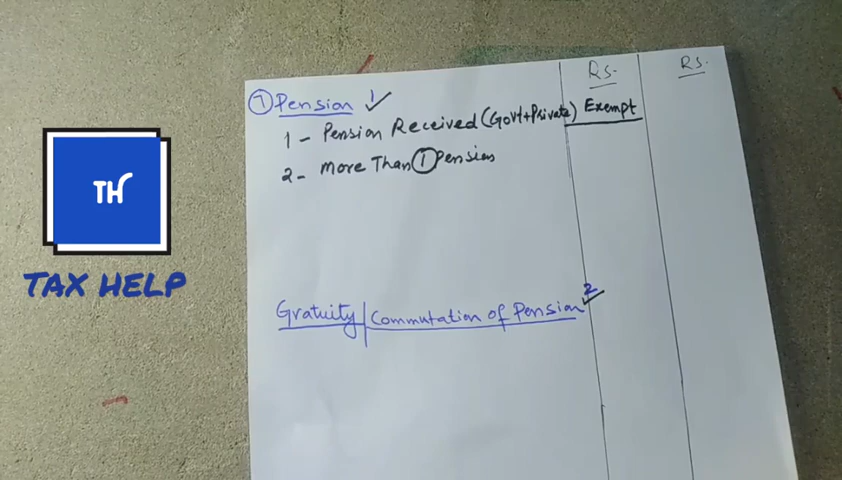 TH
TAX HELP
Rs.
Rs.
7 Pension 1
1 - Pension Received (Govt+Private) Exempt
2 - More Than 1 Pension
Gratuity | Commutation of Pension 2